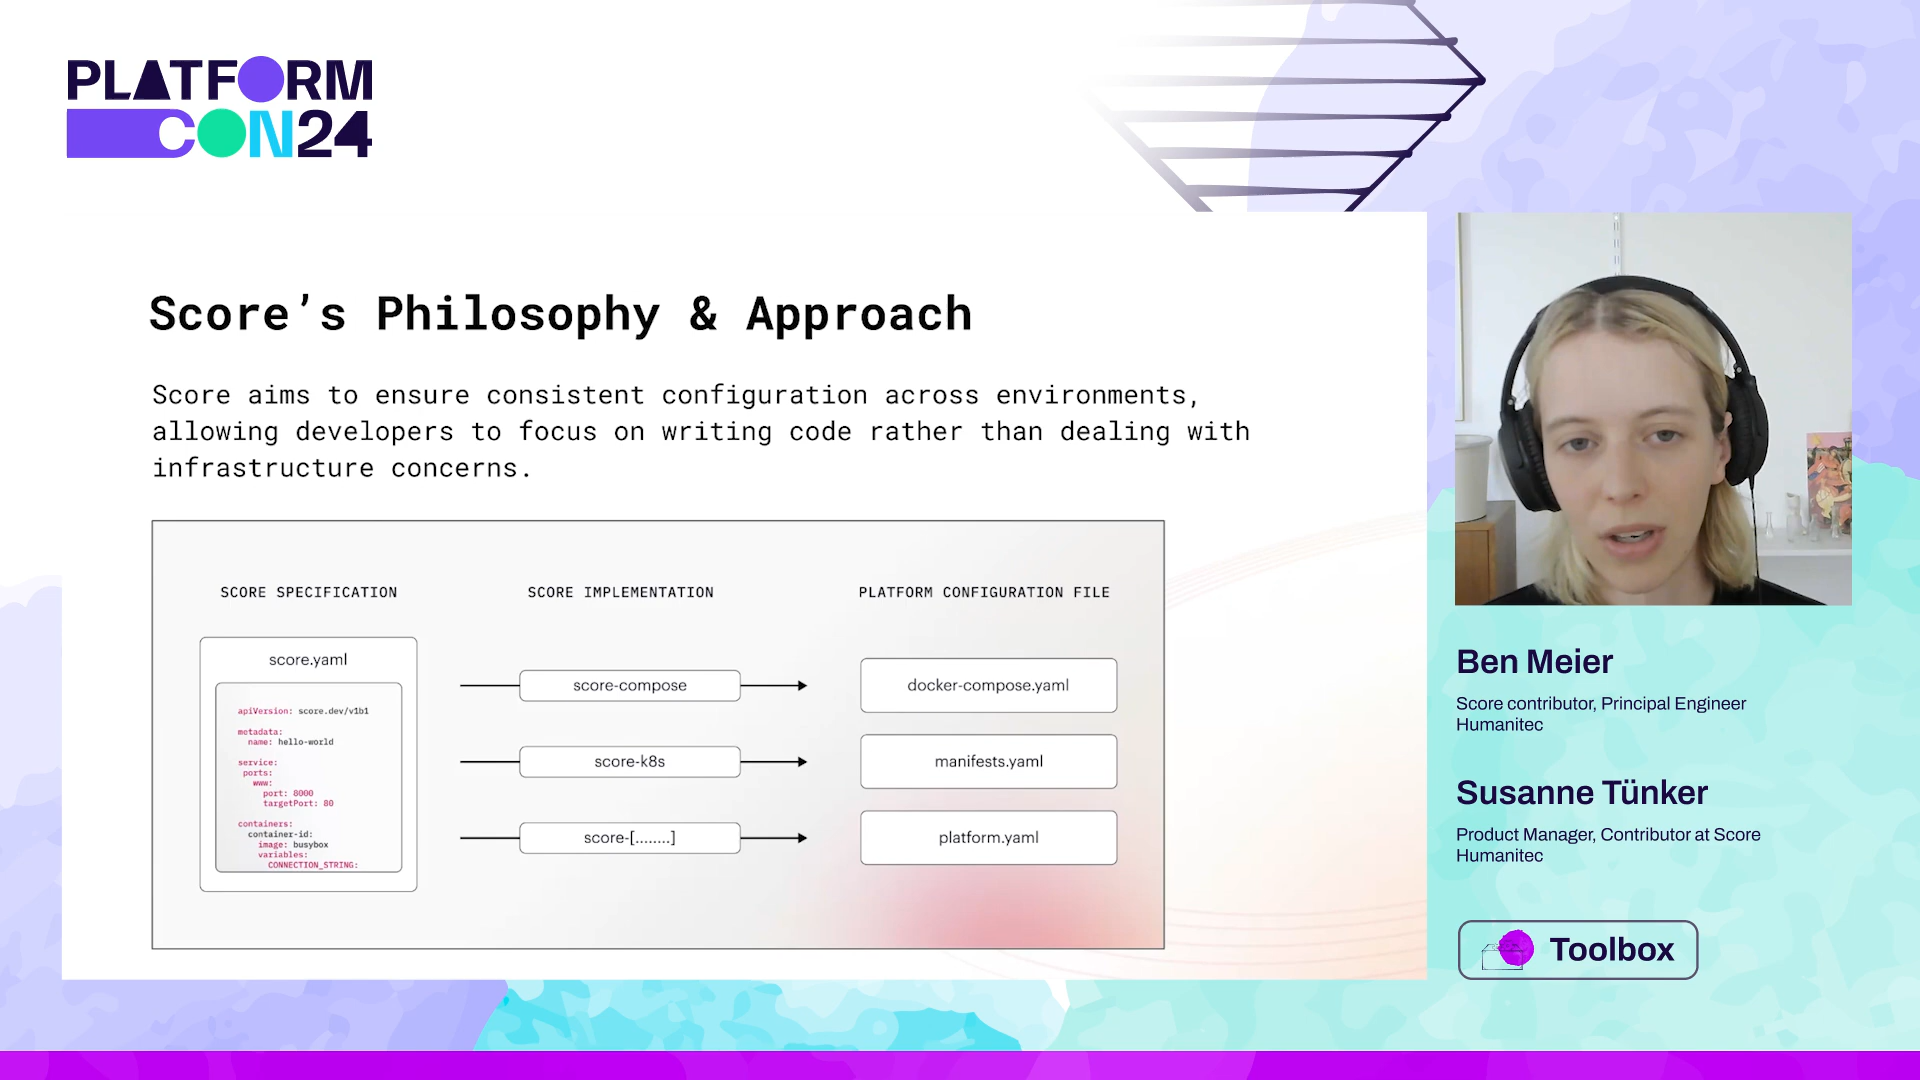 PLATFORM
CON24
Score’s Philosophy & Approach
Score aims to ensure consistent configuration across environments,
allowing developers to focus on writing code rather than dealing with
infrastructure concerns.
SCORE SPECIFICATION
SCORE IMPLEMENTATION
PLATFORM CONFIGURATION FILE
score.yaml
apiVersion: score.dev/v1b1
metadata:
name: hello-world
service:
ports:
www:
port: 8000
targetPort: 80
containers:
container-id:
image: busybox
variables:
CONNECTION_STRING:
score-compose
docker-compose.yaml
score-k8s
manifests.yaml
score-[........]
platform.yaml
Ben Meier
Score contributor, Principal Engineer
Humanitec
Susanne Tünker
Product Manager, Contributor at Score
Humanitec
Toolbox